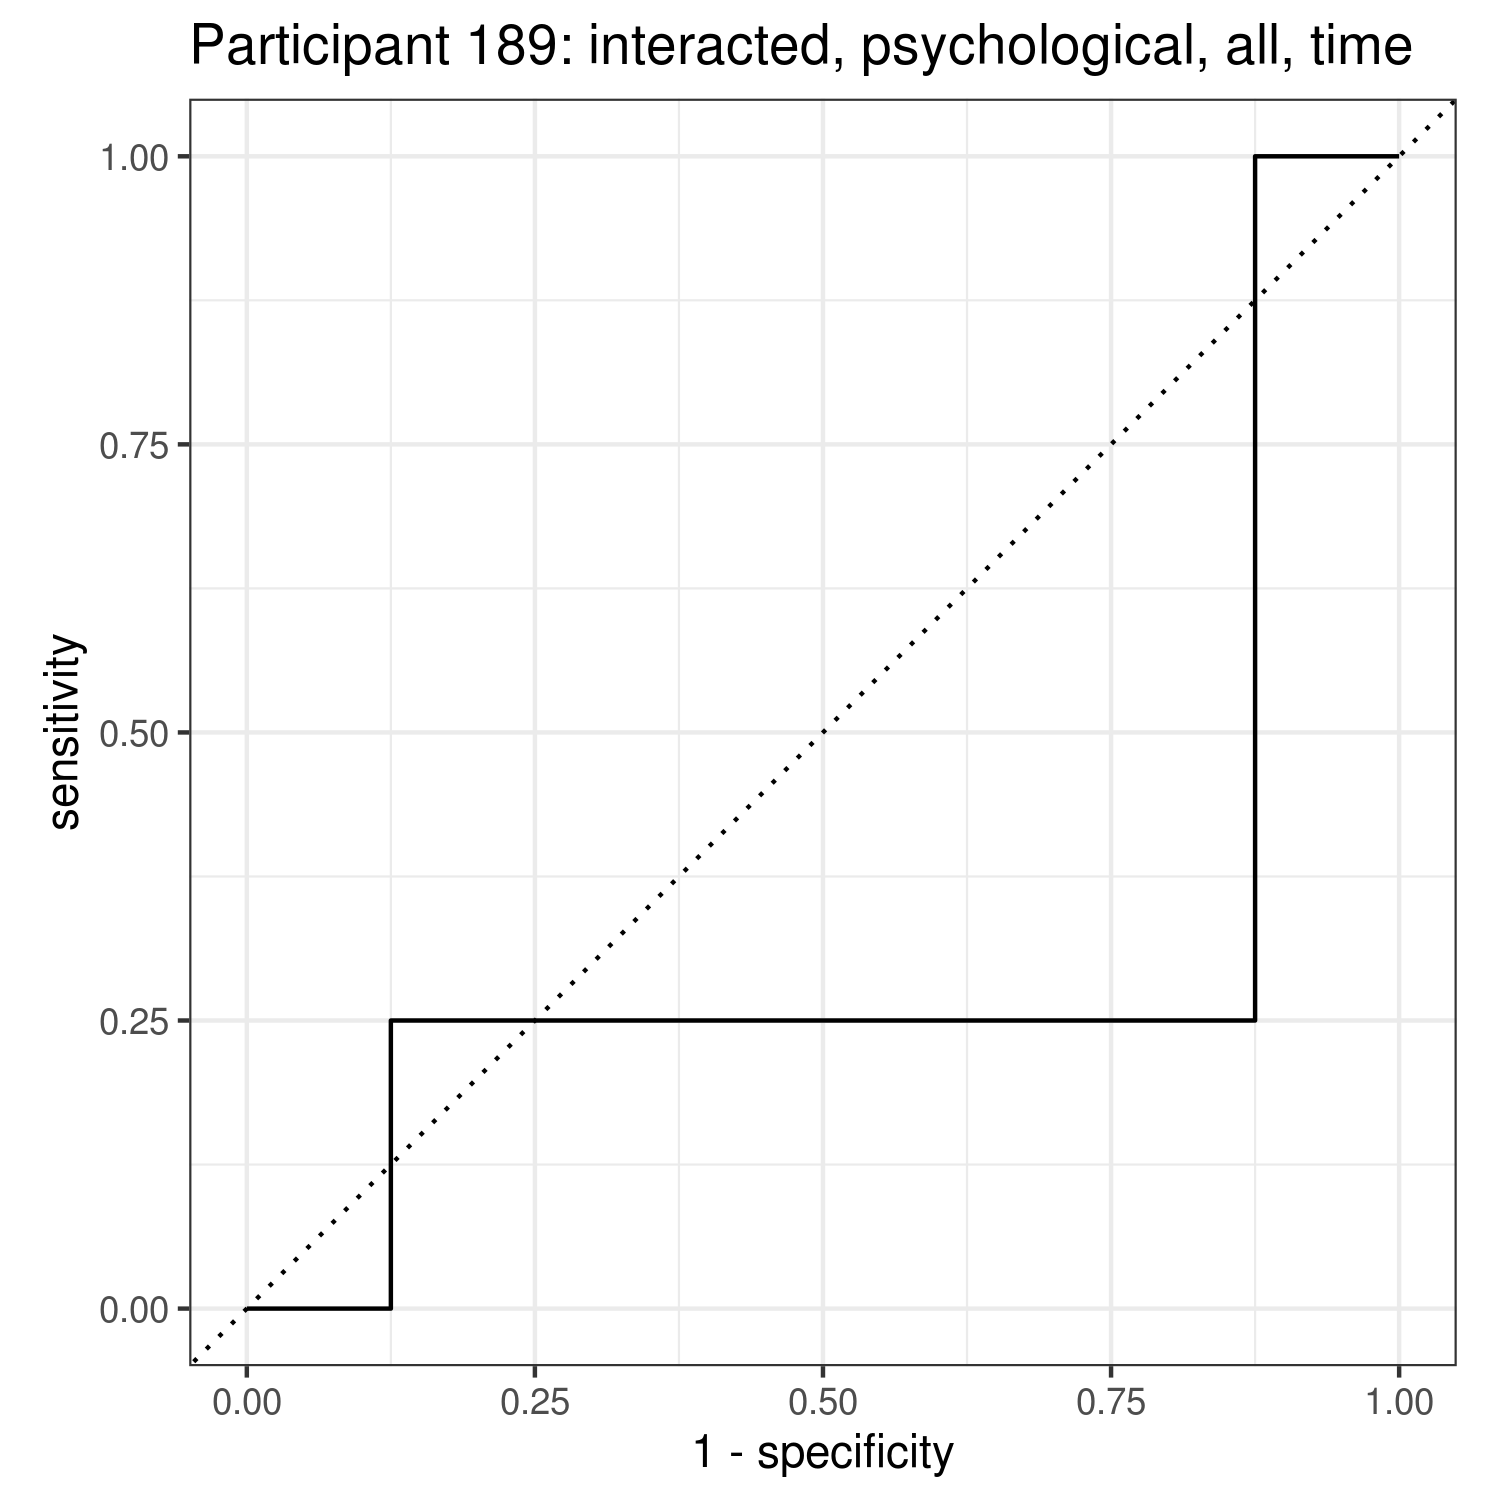 Participant 189: interacted, psychological, all, time
1.00
0.75
0.50
0.25
0.00
sensitivity
0.00 0.25 0.50 0.75 1.00
1 - specificity